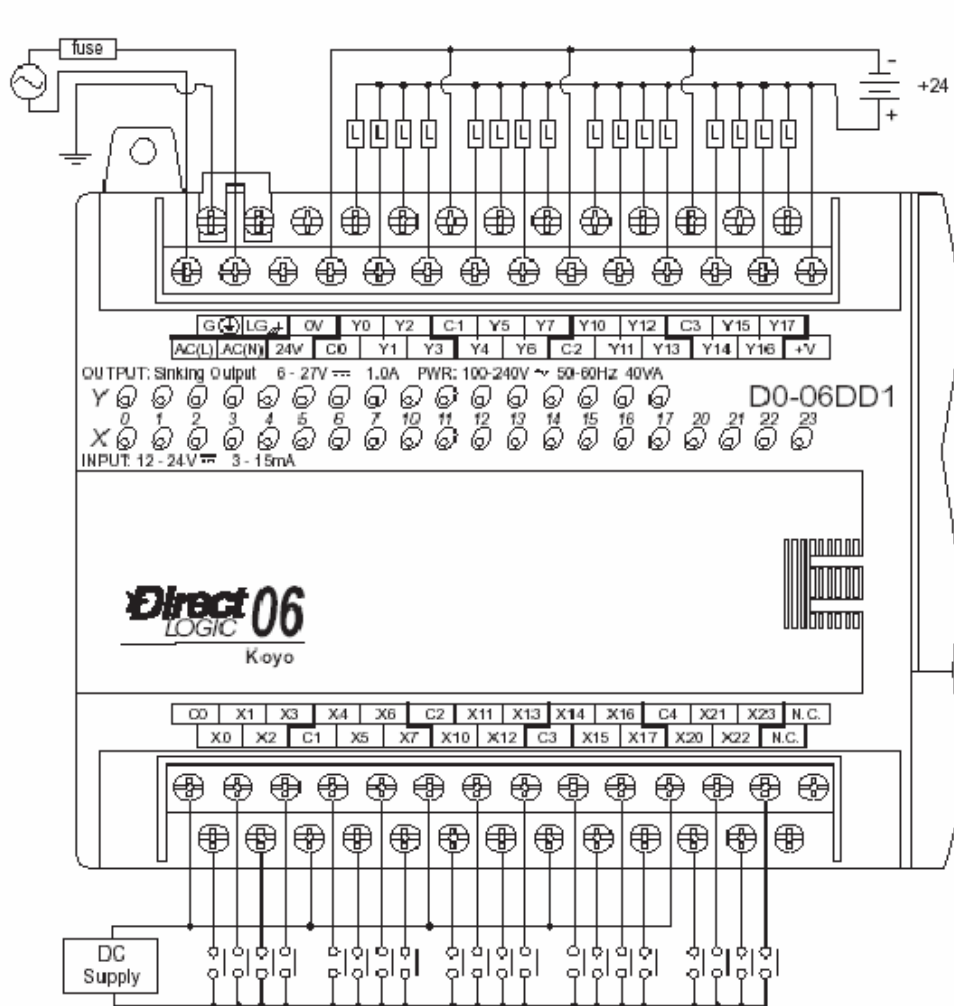 fuse
-
+24
+
L L L L L L L L L L L L L L L L
G LG 0V Y0 Y2 C1 Y5 Y7 Y10 Y12 C3 Y15 Y17
AC(L) AC(N) 24V C0 Y1 Y3 Y4 Y6 C2 Y11 Y13 Y14 Y16 +V
OUTPUT: Sinking Output 6 - 27V 1.0A PWR: 100-240V ~ 50-60Hz 40VA
Y D0-06DD1
0 1 2 3 4 5 6 7 10 11 12 13 14 15 16 17 20 21 22 23
X
INPUT: 12 - 24V 3 - 15mA
Direct 06
LOGIC
Koyo
C0 X1 X3 X4 X6 C2 X11 X13 X14 X16 C4 X21 X23 N.C.
X0 X2 C1 X5 X7 X10 X12 C3 X15 X17 X20 X22 N.C.
DC
Supply